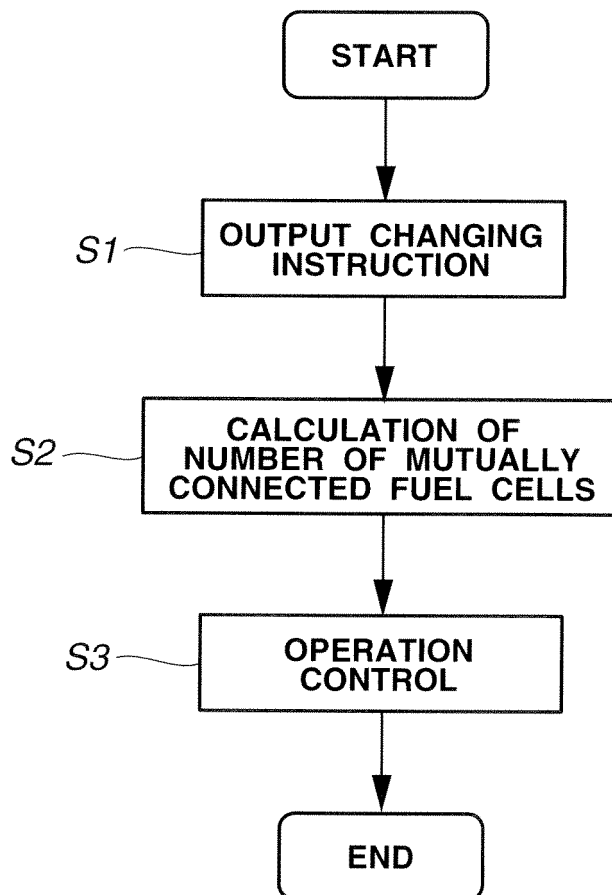 START
S1
OUTPUT CHANGING
INSTRUCTION
S2
CALCULATION OF
NUMBER OF MUTUALLY
CONNECTED FUEL CELLS
S3
OPERATION
CONTROL
END